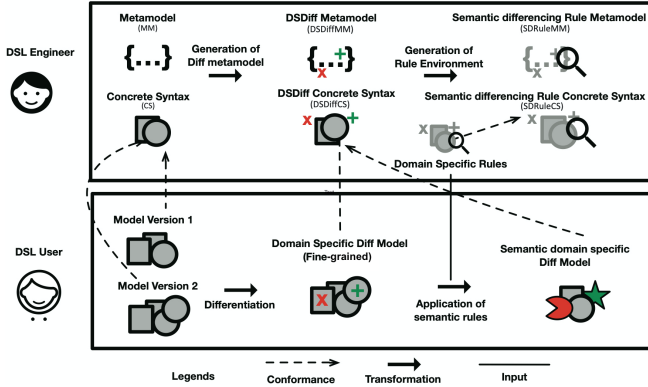 Metamodel
(MM)
DSDiff Metamodel
(DSDiffMM)
Semantic differencing Rule Metamodel
(SDRuleMM)
DSL Engineer
{...}
Generation of
Diff metamodel
{...}
x
+
Generation of
Rule Environment
{...}
x
+
Concrete Syntax
(CS)
DSDiff Concrete Syntax
(DSDiffCS)
Semantic differencing Rule Concrete Syntax
(SDRuleCS)
x
+
x
+
x
+
Domain Specific Rules
Model Version 1
DSL User
Domain Specific Diff Model
(Fine-grained)
Semantic domain specific
Diff Model
Model Version 2
Differentiation
x
+
Application of
semantic rules
Legends
Conformance
Transformation
Input